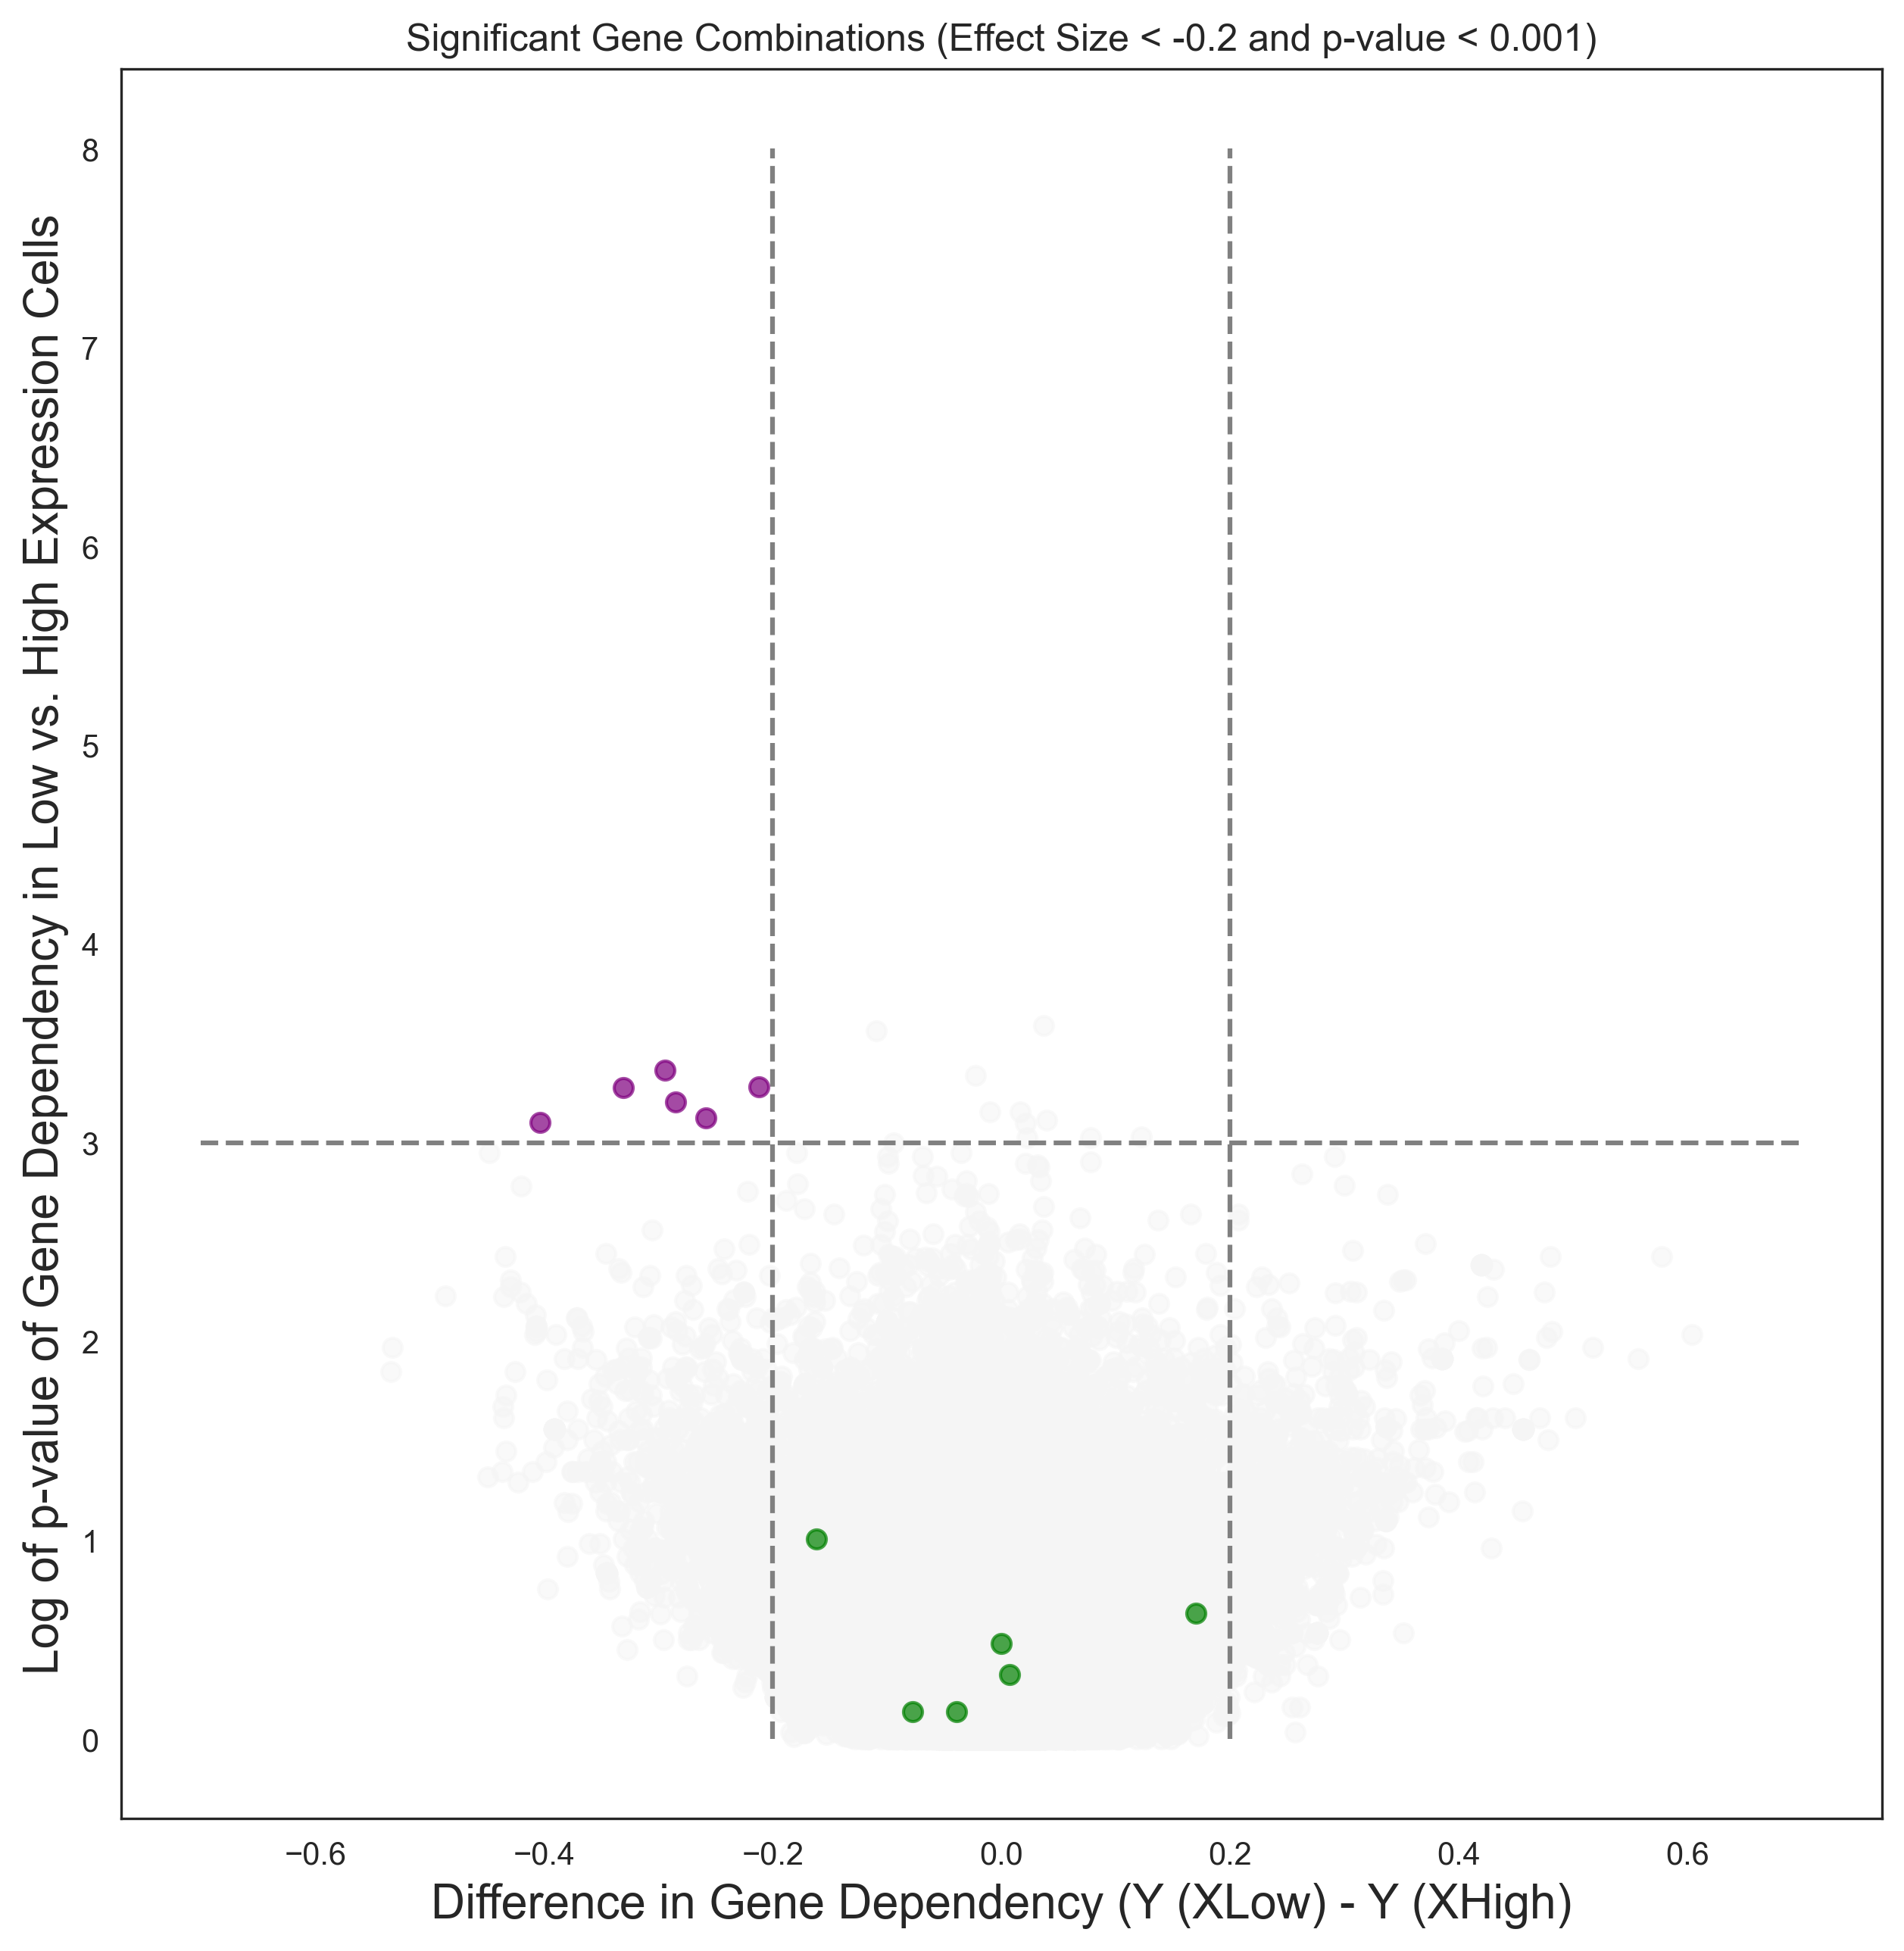 Significant Gene Combinations (Effect Size < -0.2 and p-value < 0.001)
Log of p-value of Gene Dependency in Low vs. High Expression Cells
8
7
6
5
4
3
2
1
0
−0.6 −0.4 −0.2 0.0 0.2 0.4 0.6
Difference in Gene Dependency (Y (XLow) - Y (XHigh)